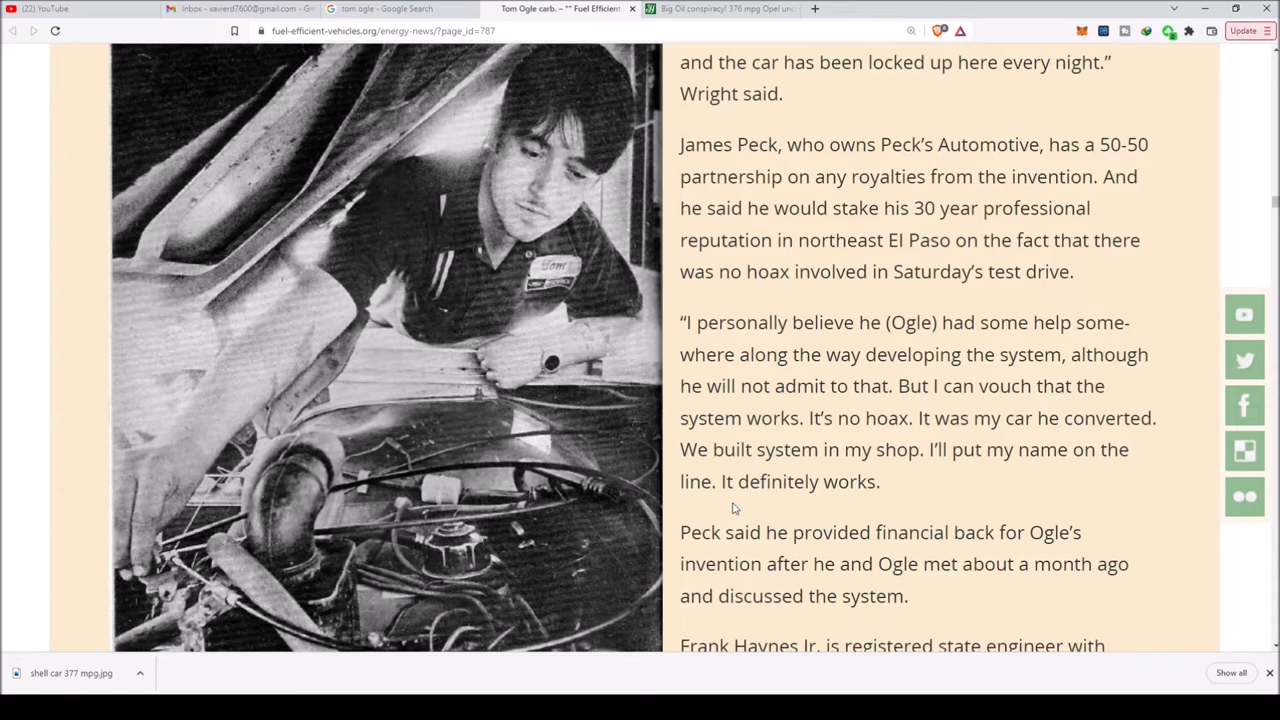 (22) YouTube
Inbox - xavierd7600@gmail.com - Gm
tom ogle - Google Search
Tom Ogle carb. – "" Fuel Efficient
Big Oil conspiracy! 376 mpg Opel unc
fuel-efficient-vehicles.org/energy-news/?page_id=787
Update
and the car has been locked up here every night.”
Wright said.
James Peck, who owns Peck’s Automotive, has a 50-50
partnership on any royalties from the invention. And
he said he would stake his 30 year professional
reputation in northeast El Paso on the fact that there
was no hoax involved in Saturday’s test drive.
“I personally believe he (Ogle) had some help some-
where along the way developing the system, although
he will not admit to that. But I can vouch that the
system works. It’s no hoax. It was my car he converted.
We built system in my shop. I’ll put my name on the
line. It definitely works.
Peck said he provided financial back for Ogle’s
invention after he and Ogle met about a month ago
and discussed the system.
Frank Haynes Jr. is registered state engineer with
Tom
shell car 377 mpg.jpg
Show all